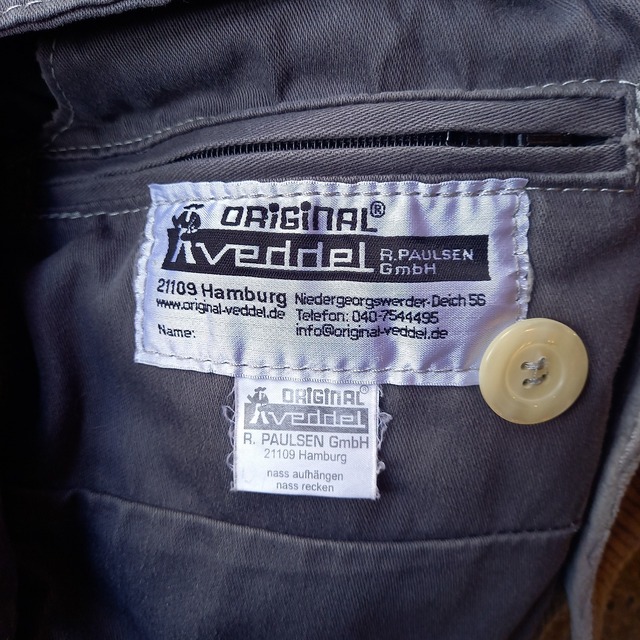 ORiGiNAL®
veddel R.PAULSEN
GmbH
21109 Hamburg Niedergeorgswerder Deich 56
www.original-veddel.de Telefon: 040-7544495
Name: info@original-veddel.de
ORiGiNAL
veddel
R. PAULSEN GmbH
21109 Hamburg
nass aufhängen
nass recken